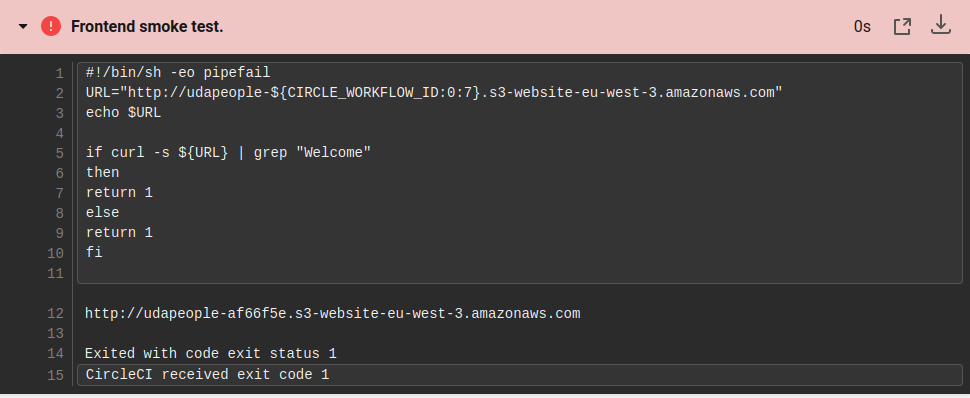 Frontend smoke test.
0s
1 #!/bin/sh -eo pipefail
2 URL="http://udapeople-${CIRCLE_WORKFLOW_ID:0:7}.s3-website-eu-west-3.amazonaws.com"
3 echo $URL
4
5 if curl -s ${URL} | grep "Welcome"
6 then
7 return 1
8 else
9 return 1
10 fi
11
12 http://udapeople-af66f5e.s3-website-eu-west-3.amazonaws.com
13
14 Exited with code exit status 1
15 CircleCI received exit code 1